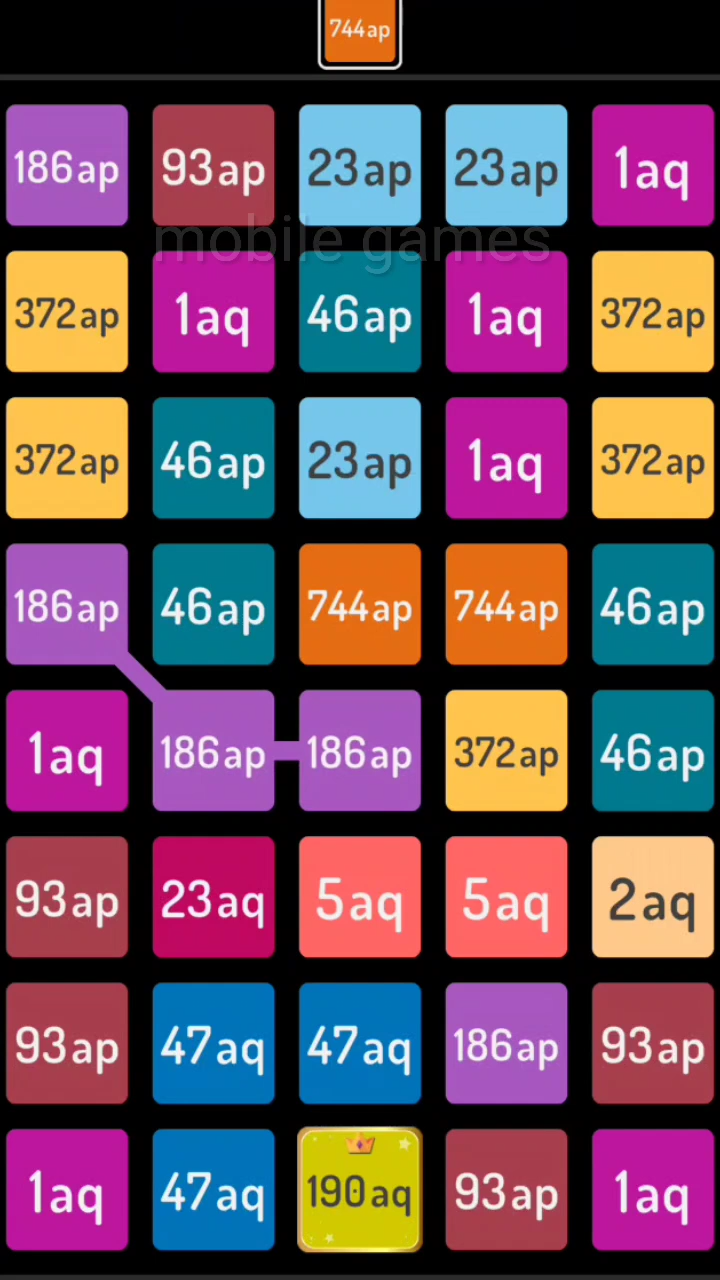 744ap
186ap 93ap 23ap 23ap 1aq
mobile games
372ap 1aq 46ap 1aq 372ap
372ap 46ap 23ap 1aq 372ap
186ap 46ap 744ap 744ap 46ap
1aq 186ap 186ap 372ap 46ap
93ap 23aq 5aq 5aq 2aq
93ap 47aq 47aq 186ap 93ap
1aq 47aq 190aq 93ap 1aq